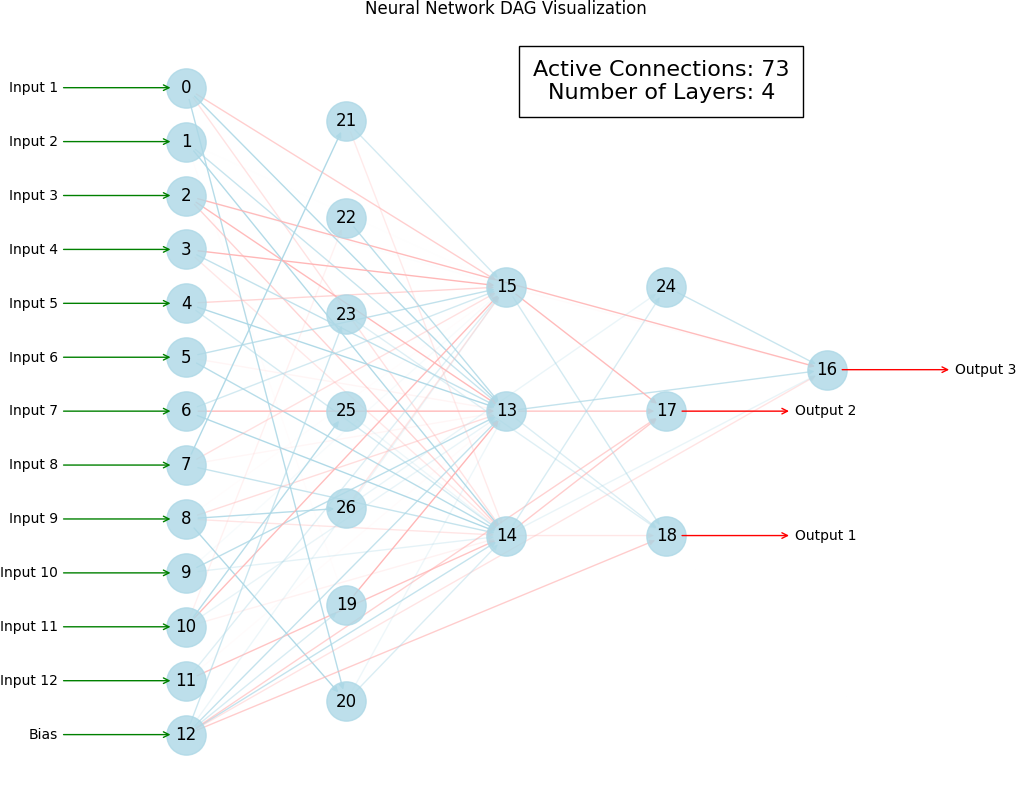 Neural Network DAG Visualization
Active Connections: 73
Number of Layers: 4
Input 1
0
Input 2
1
Input 3
2
Input 4
3
Input 5
4
Input 6
5
Input 7
6
Input 8
7
Input 9
8
Input 10
9
Input 11
10
Input 12
11
Bias
12
21
22
23
25
26
19
20
15
13
14
24
17
Output 2
18
Output 1
16
Output 3